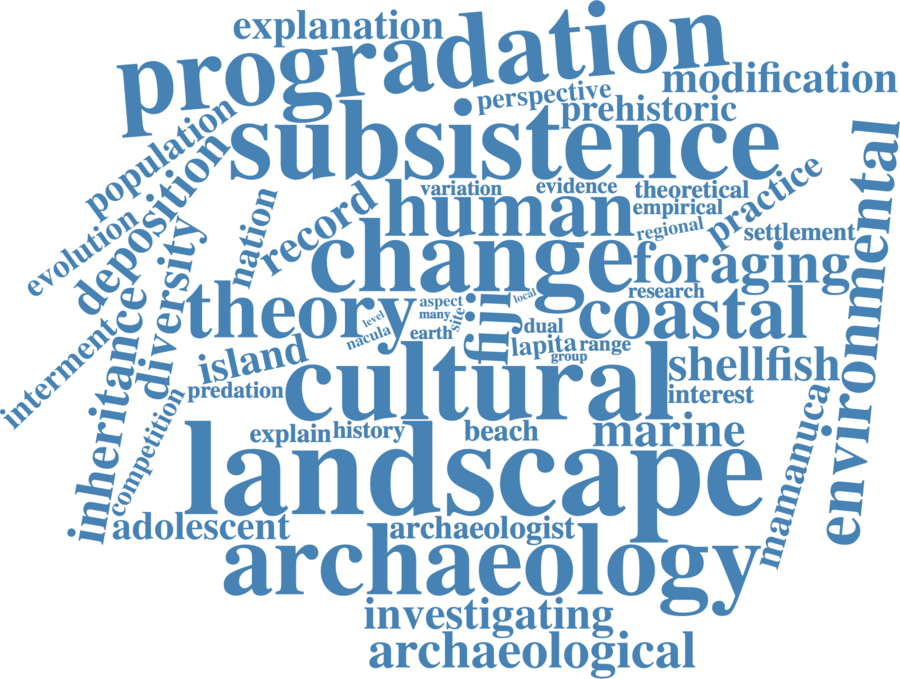 explanation
progradation
modification
perspective
prehistoric
population
subsistence
environmental
deposition
variation
evidence
theoretical
practice
human
empirical
record
nation
evolution
regional
settlement
diversity
change
foraging
research
inheritance
theory
aspect
local
many
fiji
site
level
nacula
earth
dual
coastal
interment
island
lapita
range
group
shellfish
predation
cultural
interest
competition
explain
history
beach
marine
mamanuca
landscape
adolescent
archaeologist
archaeology
investigating
archaeological